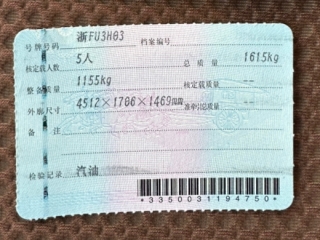 号牌号码 浙FU3H03 档案编号
核定载人数 5人 总质量 1615kg
整备质量 1155kg 核定载质量 --
外廓尺寸 4512×1706×1469mm 准牵引总质量 --
备注
检验记录 汽油
*3350031194750*